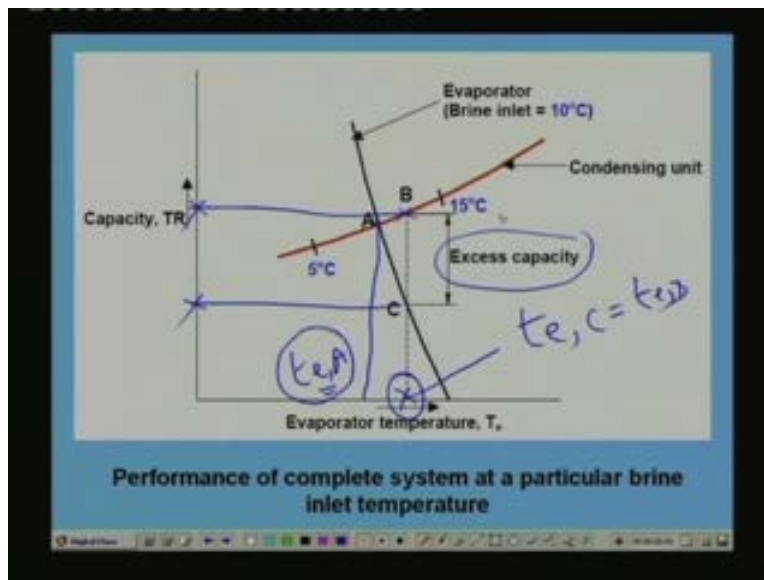 Evaporator
(Brine inlet = 10°C)
Condensing unit
B
15°C
Capacity, TR
A
Excess capacity
5°C
C
te, C = te,B
te,A
Evaporator temperature, Te
Performance of complete system at a particular brine
inlet temperature